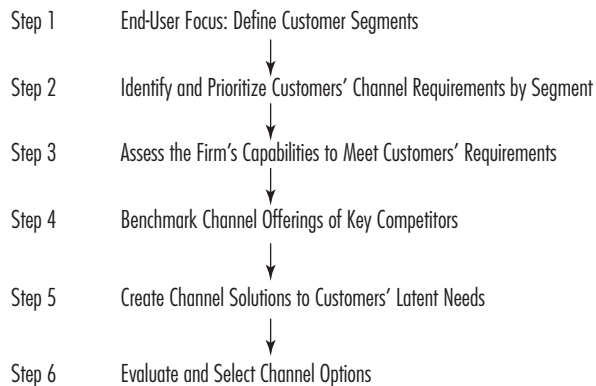 Step 1 End-User Focus: Define Customer Segments
Step 2 Identify and Prioritize Customers’ Channel Requirements by Segment
Step 3 Assess the Firm’s Capabilities to Meet Customers’ Requirements
Step 4 Benchmark Channel Offerings of Key Competitors
Step 5 Create Channel Solutions to Customers’ Latent Needs
Step 6 Evaluate and Select Channel Options